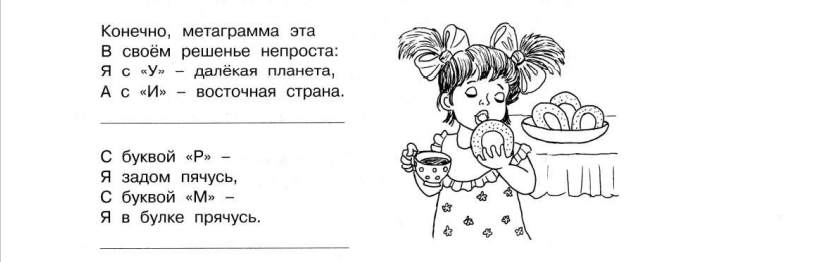 Конечно, метаграмма эта
В своём решенье непроста:
Я с «У» – далёкая планета,
А с «И» – восточная страна.
С буквой «Р» –
Я задом пячусь,
С буквой «М» –
Я в булке прячусь.